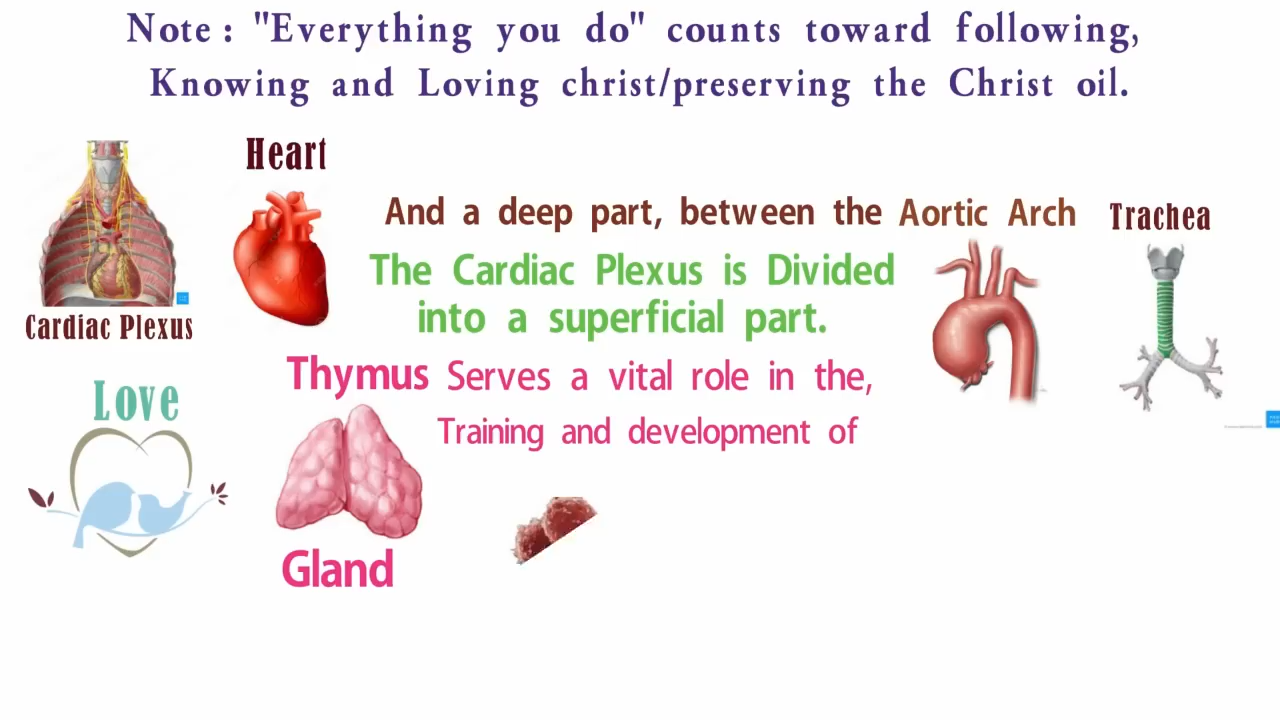 Note : "Everything you do" counts toward following,
Knowing and Loving christ/preserving the Christ oil.
Heart
And a deep part, between the Aortic Arch
Trachea
The Cardiac Plexus is Divided
into a superficial part.
Cardiac Plexus
Thymus Serves a vital role in the,
Training and development of
Love
Gland